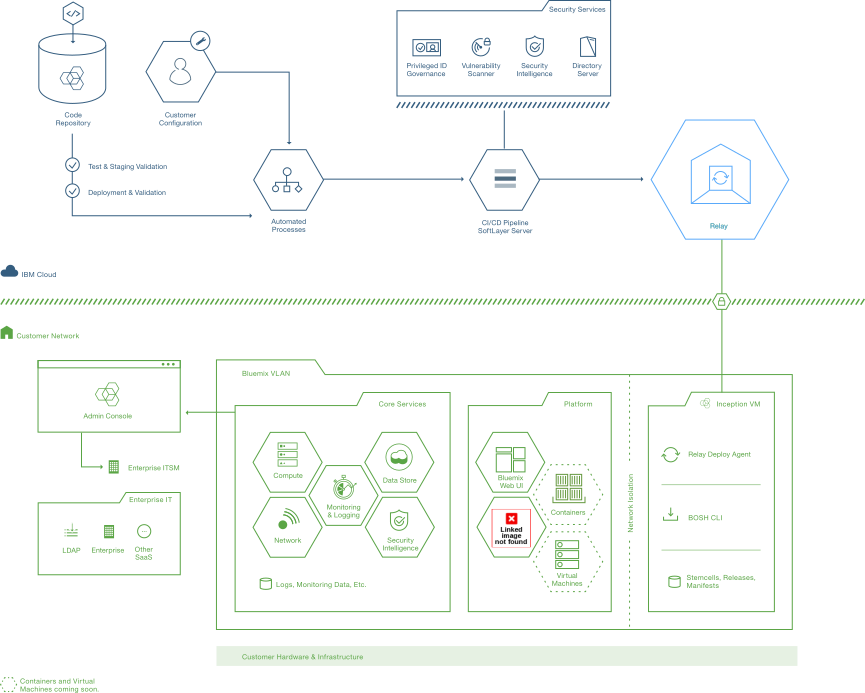 Security Services
Privileged ID
Governance
Vulnerability
Scanner
Security
Intelligence
Directory
Server
Code
Repository
Customer
Configuration
Test & Staging Validation
Deployment & Validation
Automated
Processes
CI/CD Pipeline
SoftLayer Server
Relay
IBM Cloud
Customer Network
Bluemix VLAN
Admin Console
Core Services
Platform
Inception VM
Enterprise ITSM
Compute
Data Store
Monitoring
& Logging
Network
Security
Intelligence
Logs, Monitoring Data, Etc.
Bluemix
Web UI
Containers
Linked
image
not found
Virtual
Machines
Network Isolation
Relay Deploy Agent
BOSH CLI
Stemcells, Releases,
Manifests
Enterprise IT
LDAP
Enterprise
Other
SaaS
Customer Hardware & Infrastructure
Containers and Virtual
Machines coming soon.